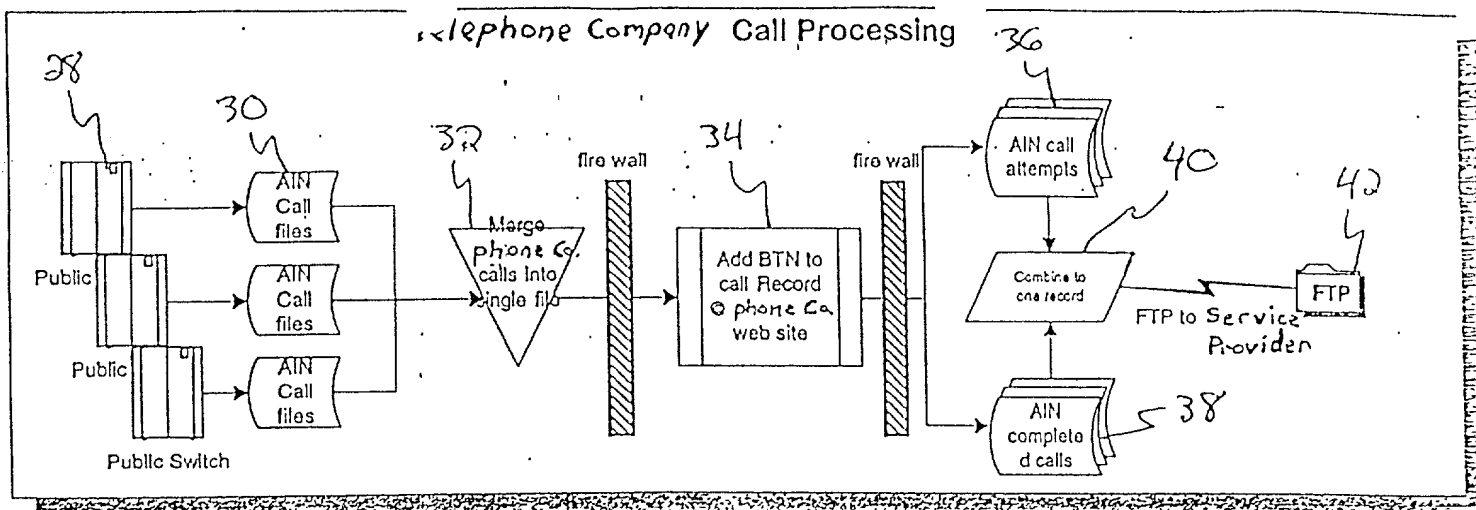 Telephone Company Call Processing
28
30
32
34
36
40
42
38
Public
Public
Public Switch
AIN
Call
files
AIN
Call
files
AIN
Call
files
Merge
phone Co.
calls into
single file
fire wall
Add BTN to
call Record
@ phone Co
web site
fire wall
AIN call
attempts
Combine to
one record
AIN
complete
d calls
FTP to Service
Provider
FTP